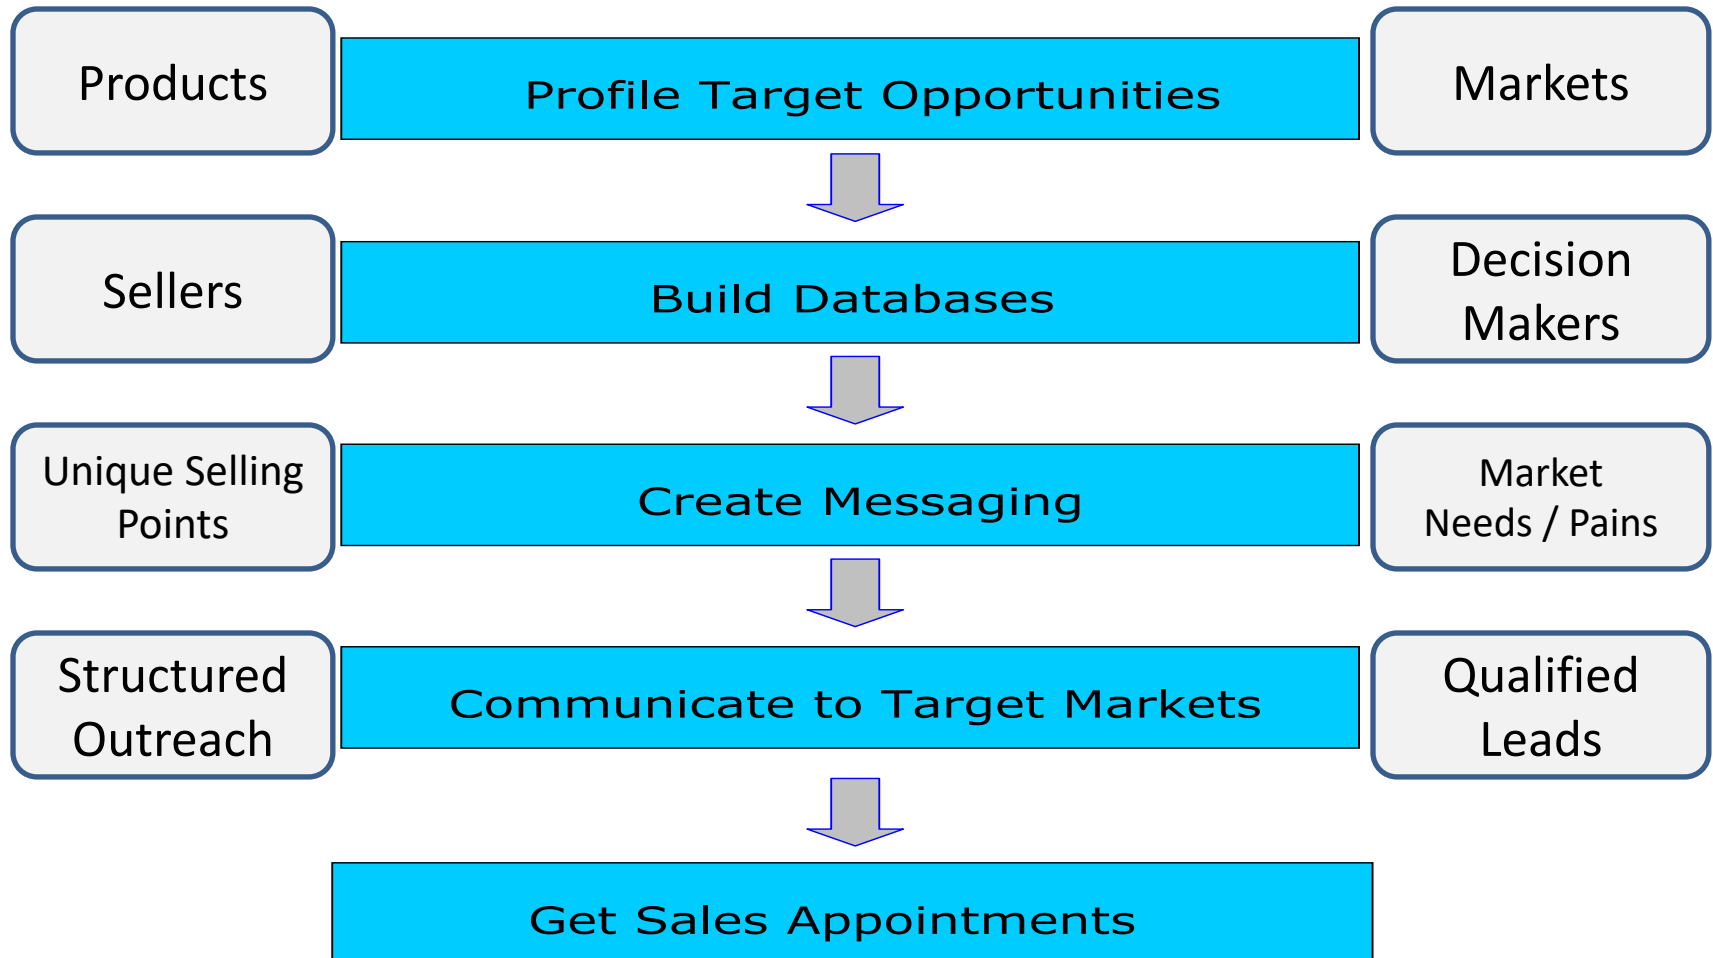 Products
Profile Target Opportunities
Markets
Sellers
Build Databases
Decision
Makers
Unique Selling
Points
Create Messaging
Market
Needs / Pains
Structured
Outreach
Communicate to Target Markets
Qualified
Leads
Get Sales Appointments